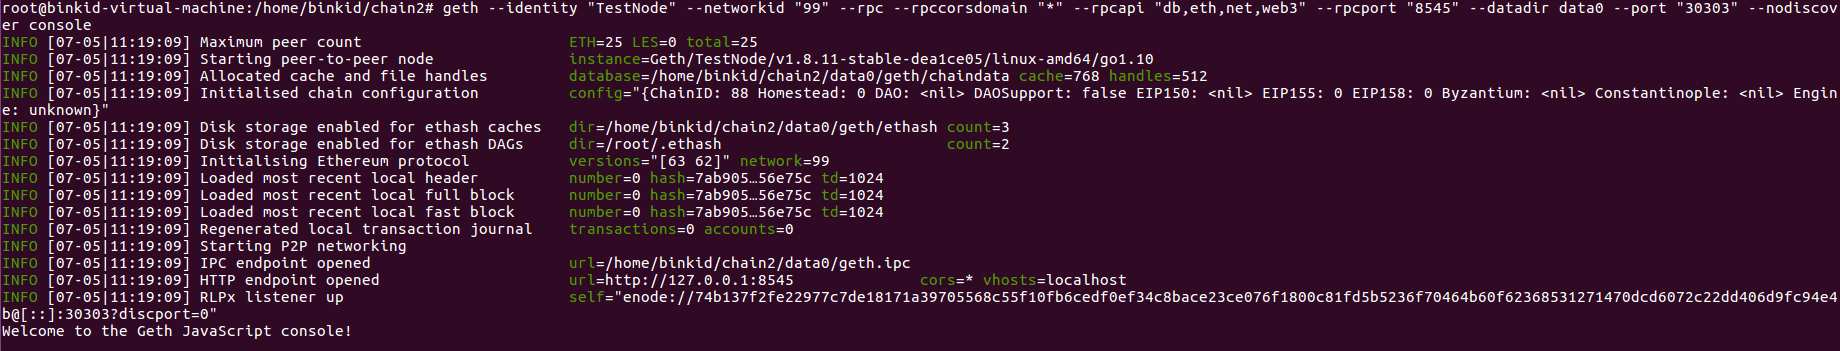 root@binkid-virtual-machine:/home/binkid/chain2# geth --identity "TestNode" --networkid "99" --rpc --rpccorsdomain "*" --rpcapi "db,eth,net,web3" --rpcport "8545" --datadir data0 --port "30303" --nodiscov
er console
INFO [07-05|11:19:09] Maximum peer count                       ETH=25 LES=0 total=25
INFO [07-05|11:19:09] Starting peer-to-peer node               instance=Geth/TestNode/v1.8.11-stable-dea1ce05/linux-amd64/go1.10
INFO [07-05|11:19:09] Allocated cache and file handles         database=/home/binkid/chain2/data0/geth/chaindata cache=768 handles=512
INFO [07-05|11:19:09] Initialised chain configuration          config="{ChainID: 88 Homestead: 0 DAO: <nil> DAOSupport: false EIP150: <nil> EIP155: 0 EIP158: 0 Byzantium: <nil> Constantinople: <nil> Engin
e: unknown}"
INFO [07-05|11:19:09] Disk storage enabled for ethash caches   dir=/home/binkid/chain2/data0/geth/ethash count=3
INFO [07-05|11:19:09] Disk storage enabled for ethash DAGs     dir=/root/.ethash                         count=2
INFO [07-05|11:19:09] Initialising Ethereum protocol           versions="[63 62]" network=99
INFO [07-05|11:19:09] Loaded most recent local header          number=0 hash=7ab905…56e75c td=1024
INFO [07-05|11:19:09] Loaded most recent local full block      number=0 hash=7ab905…56e75c td=1024
INFO [07-05|11:19:09] Loaded most recent local fast block      number=0 hash=7ab905…56e75c td=1024
INFO [07-05|11:19:09] Regenerated local transaction journal    transactions=0 accounts=0
INFO [07-05|11:19:09] Starting P2P networking
INFO [07-05|11:19:09] IPC endpoint opened                      url=/home/binkid/chain2/data0/geth.ipc
INFO [07-05|11:19:09] HTTP endpoint opened                     url=http://127.0.0.1:8545              cors=* vhosts=localhost
INFO [07-05|11:19:09] RLPx listener up                         self="enode://74b137f2fe22977c7de18171a39705568c55f10fb6cedf0ef34c8bace23ce076f1800c81fd5b5236f70464b60f62368531271470dcd6072c22dd406d9fc94e4
b@[::]:30303?discport=0"
Welcome to the Geth JavaScript console!